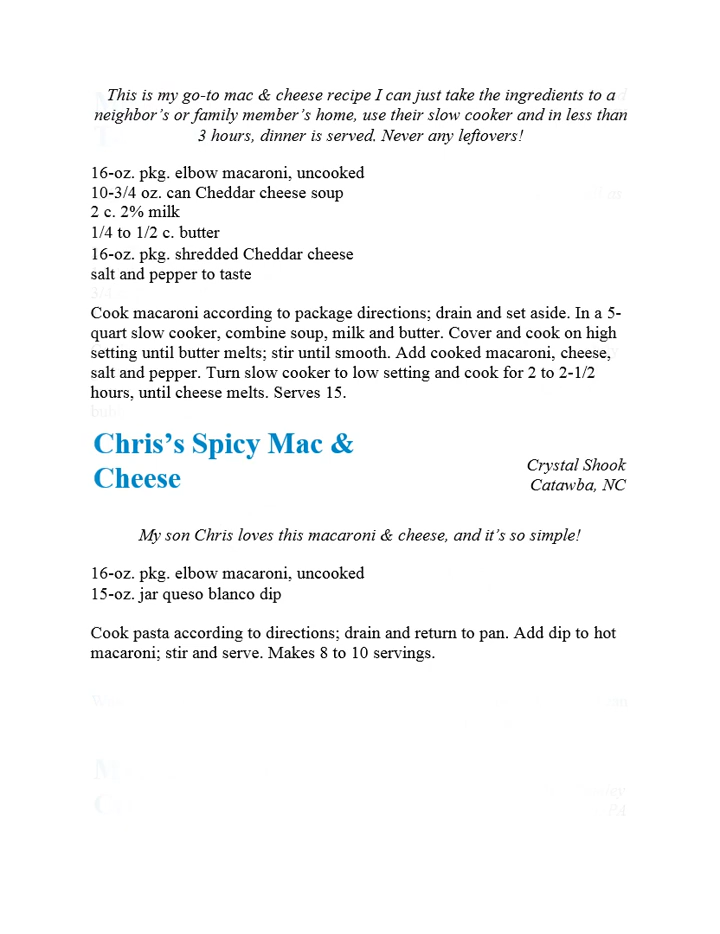 This is my go-to mac & cheese recipe I can just take the ingredients to a
neighbor’s or family member’s home, use their slow cooker and in less than
3 hours, dinner is served. Never any leftovers!
16-oz. pkg. elbow macaroni, uncooked
10-3/4 oz. can Cheddar cheese soup
2 c. 2% milk
1/4 to 1/2 c. butter
16-oz. pkg. shredded Cheddar cheese
salt and pepper to taste
Cook macaroni according to package directions; drain and set aside. In a 5-
quart slow cooker, combine soup, milk and butter. Cover and cook on high
setting until butter melts; stir until smooth. Add cooked macaroni, cheese,
salt and pepper. Turn slow cooker to low setting and cook for 2 to 2-1/2
hours, until cheese melts. Serves 15.
Chris’s Spicy Mac &
Cheese
Crystal Shook
Catawba, NC
My son Chris loves this macaroni & cheese, and it’s so simple!
16-oz. pkg. elbow macaroni, uncooked
15-oz. jar queso blanco dip
Cook pasta according to directions; drain and return to pan. Add dip to hot
macaroni; stir and serve. Makes 8 to 10 servings.